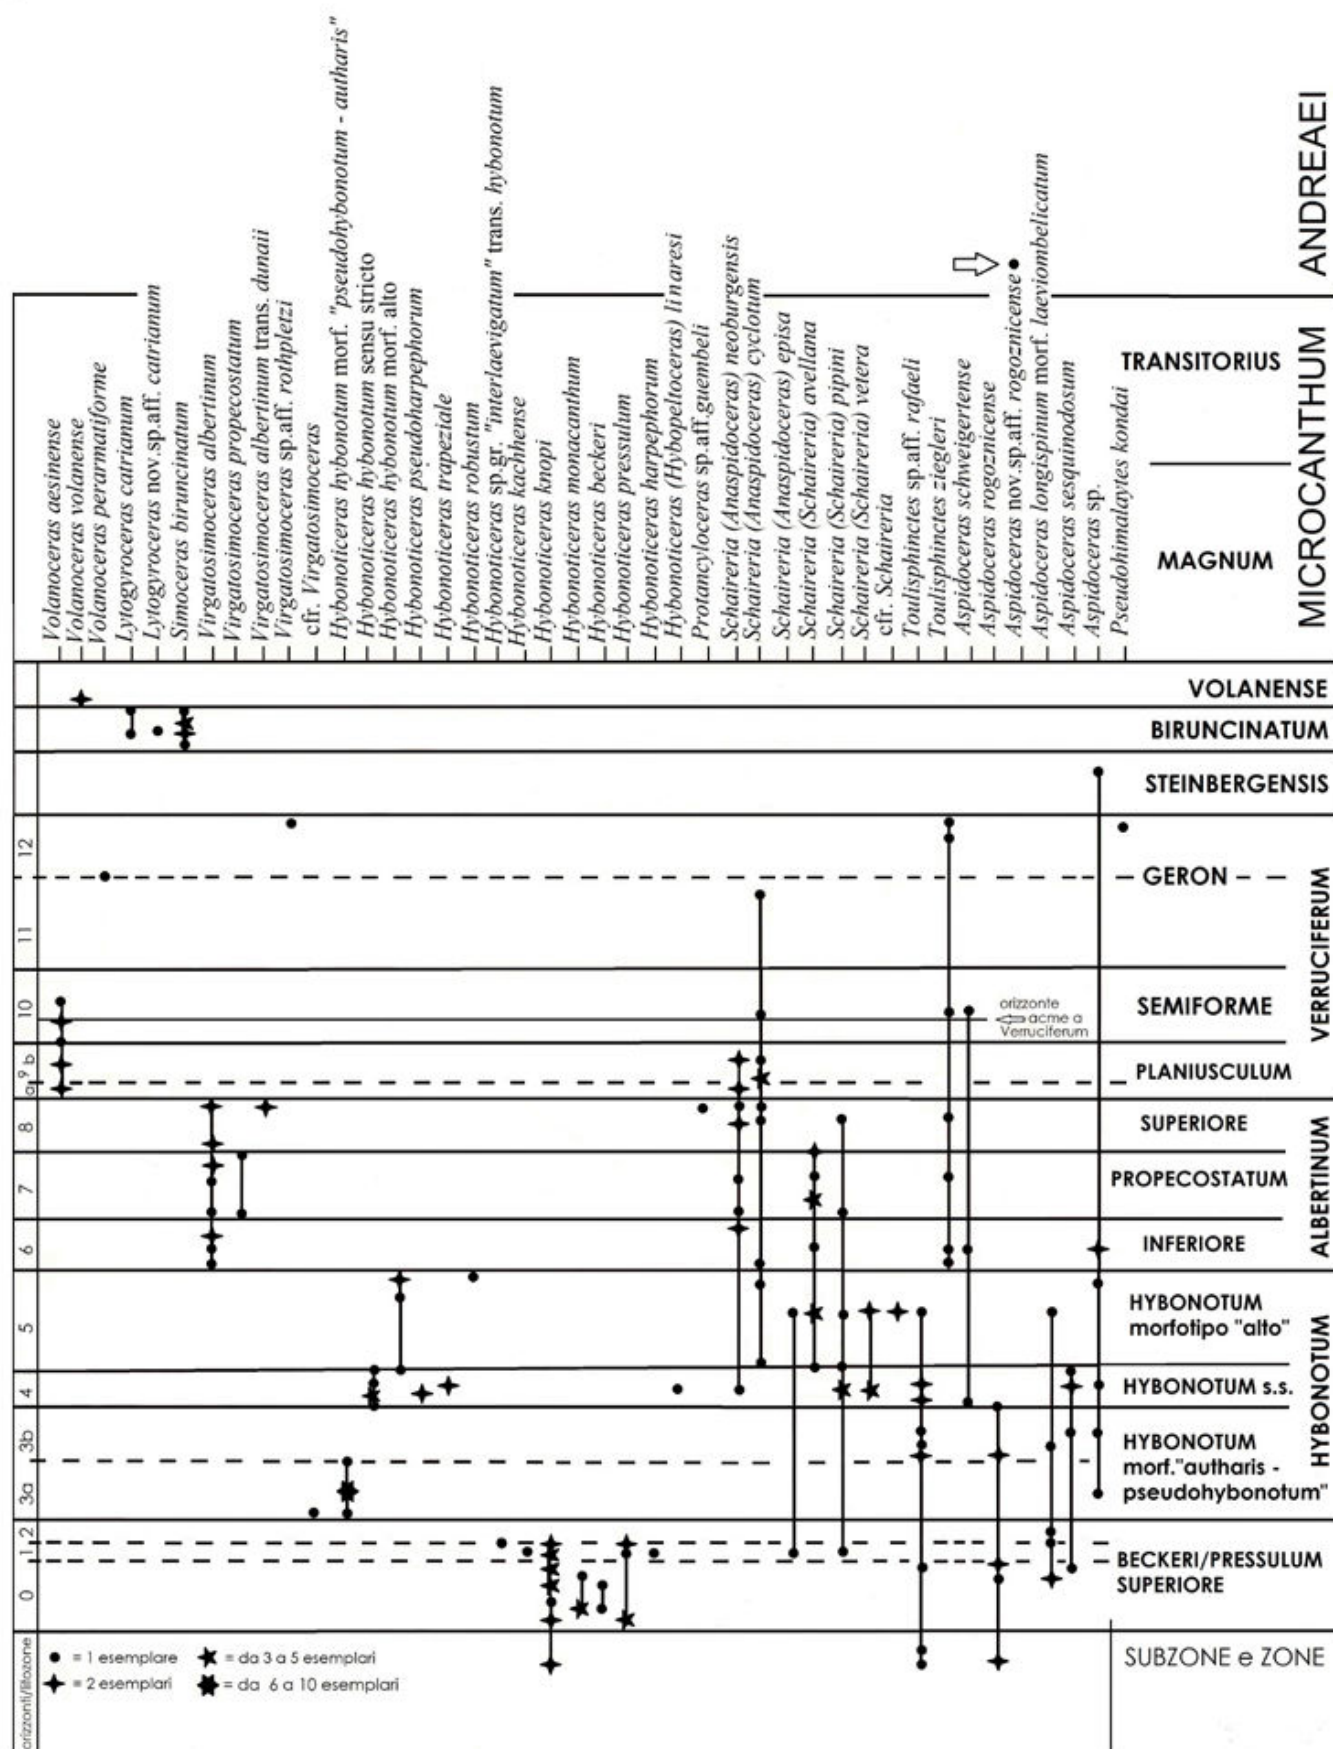 ANDREAEI
MICROCANTHUM
TRANSITORIUS
MAGNUM
Volanoceras aesinense
Volanoceras volanense
Volanoceras perarmatiforme
Lytogyroceras catrianum
Lytogyroceras nov.sp.aff. catrianum
Simoceras biruncinatum
Virgatosimoceras albertinum
Virgatosimoceras propecostatum
Virgatosimoceras albertinum trans. dunaii
Virgatosimoceras sp.aff. rothpletzi
cfr. Virgatosimoceras
Hybonoticeras hybonotum morf. "pseudohybonotum - autharis"
Hybonoticeras hybonotum sensu stricto
Hybonoticeras hybonotum morf. alto
Hybonoticeras pseudoharpephorum
Hybonoticeras trapeziale
Hybonoticeras robustum
Hybonoticeras sp.gr. "interlaevigatum" trans. hybonotum
Hybonoticeras kachhense
Hybonoticeras knopi
Hybonoticeras monacanthum
Hybonoticeras beckeri
Hybonoticeras pressulum
Hybonoticeras harpephorum
Hybonoticeras (Hybopeltoceras) linaresi
Protancyloceras sp.aff.guembeli
Schaireria (Anaspidoceras) neoburgensis
Schaireria (Anaspidoceras) cyclotum
Schaireria (Anaspidoceras) episa
Schaireria (Schaireria) avellana
Schaireria (Schaireria) pipini
Schaireria (Schaireria) vetera
cfr. Schaireria
Toulisphinctes sp.aff. rafaeli
Toulisphinctes ziegleri
Aspidoceras schweigertense
Aspidoceras rogoznicense
Aspidoceras nov.sp.aff. rogoznicense
Aspidoceras longispinum morf. laeviombelicatum
Aspidoceras sesquinodosum
Aspidoceras sp.
Pseudohimalaytes kondai
VOLANENSE
BIRUNCINATUM
STEINBERGENSIS
12
GERON
11
VERRUCIFERUM
10
SEMIFORME
orizzonte
acme a
Verruciferum
9
a b
PLANIUSCULUM
8
SUPERIORE
7
PROPECOSTATUM
ALBERTINUM
6
INFERIORE
5
HYBONOTUM
morfotipo "alto"
4
HYBONOTUM s.s.
HYBONOTUM
3b
3a
HYBONOTUM
morf."autharis -
pseudohybonotum"
2
1
0
BECKERI/PRESSULUM
SUPERIORE
orizzonti/litozone
= 1 esemplare
= da 3 a 5 esemplari
= 2 esemplari
= da 6 a 10 esemplari
SUBZONE e ZONE